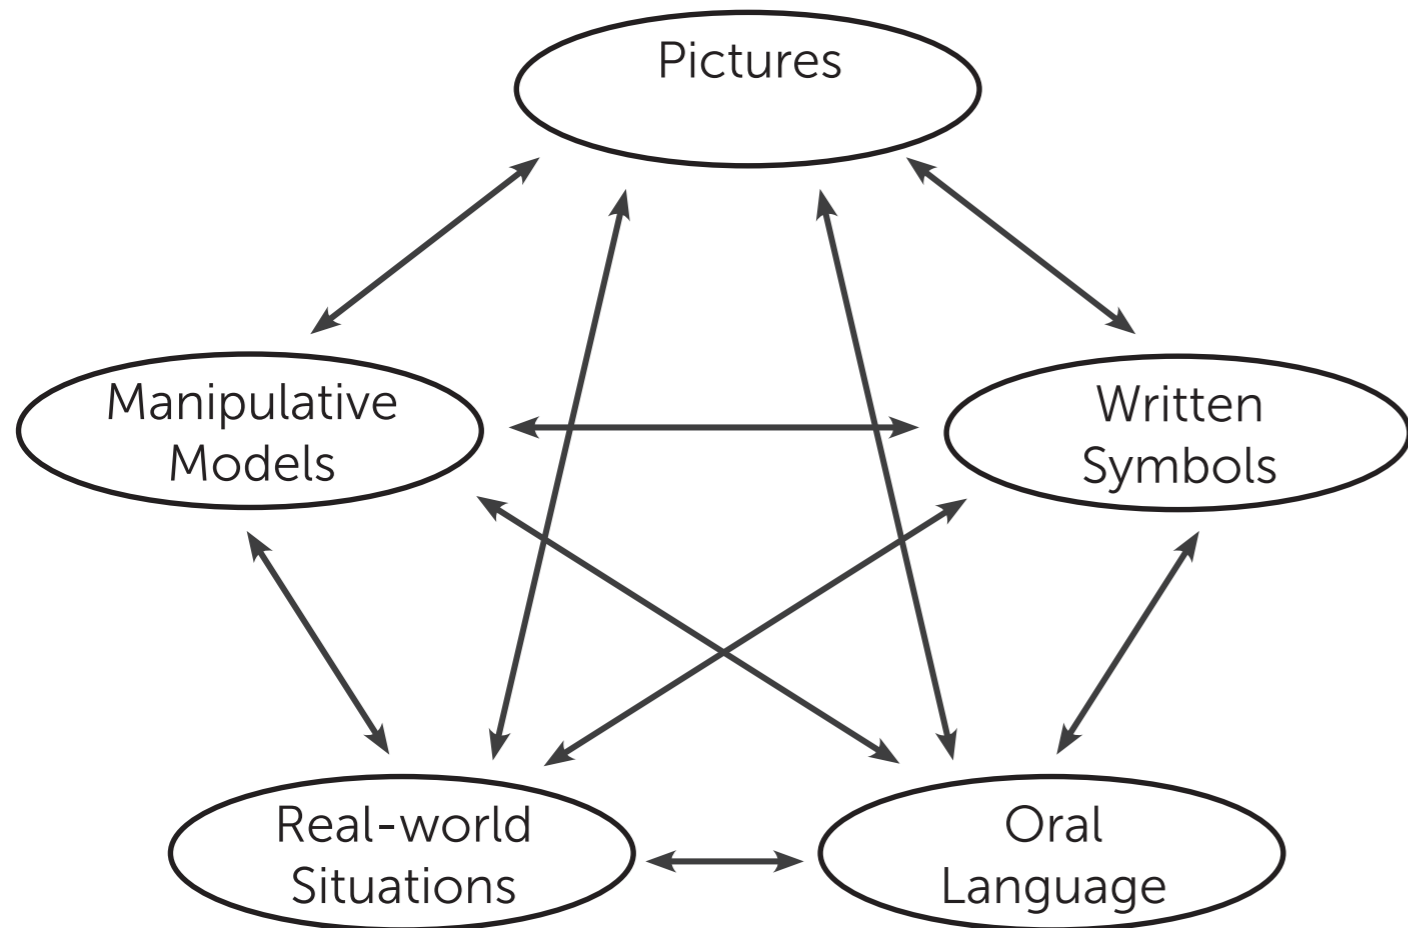 Pictures
Manipulative
Models
Written
Symbols
Real-world
Situations
Oral
Language